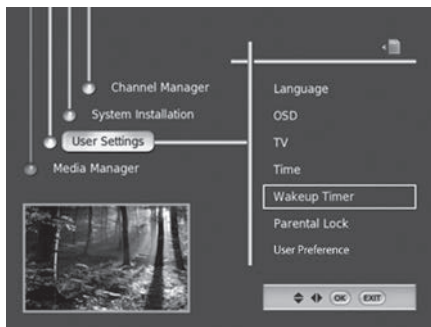 Channel Manager
System Installation
User Settings
Media Manager
Language
OSD
TV
Time
Wakeup Timer
Parental Lock
User Preference
OK EXIT